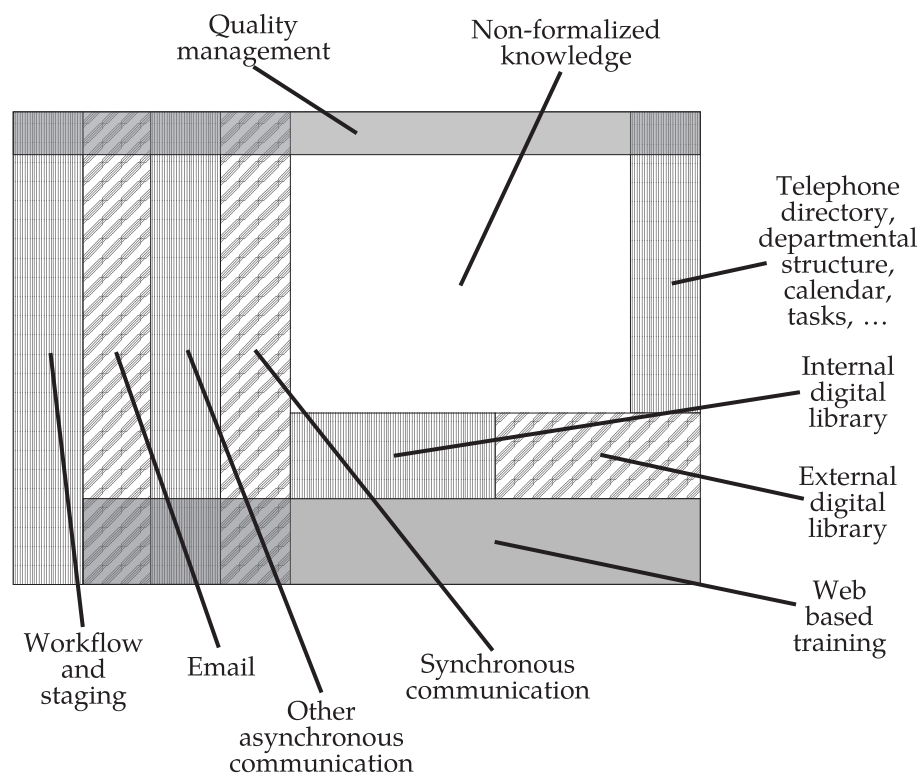 Quality
management
Non-formalized
knowledge
Telephone
directory,
departmental
structure,
calendar,
tasks, …
Internal
digital
library
External
digital
library
Web
based
training
Workflow
and
staging
Email
Other
asynchronous
communication
Synchronous
communication